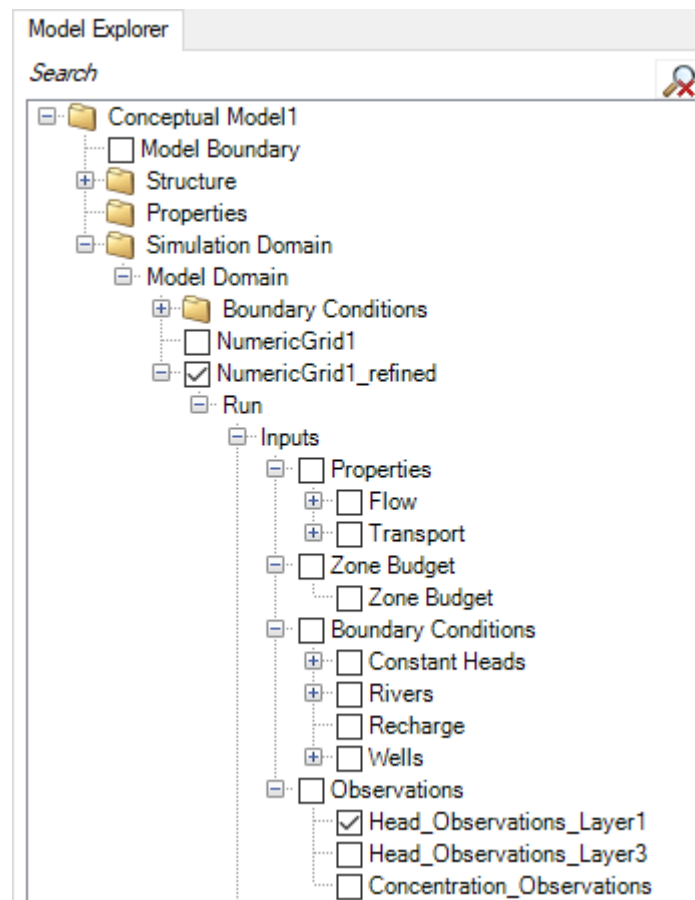 Model Explorer
Search
Conceptual Model1
Model Boundary
Structure
Properties
Simulation Domain
Model Domain
Boundary Conditions
NumericGrid1
NumericGrid1_refined
Run
Inputs
Properties
Flow
Transport
Zone Budget
Zone Budget
Boundary Conditions
Constant Heads
Rivers
Recharge
Wells
Observations
Head_Observations_Layer1
Head_Observations_Layer3
Concentration_Observations